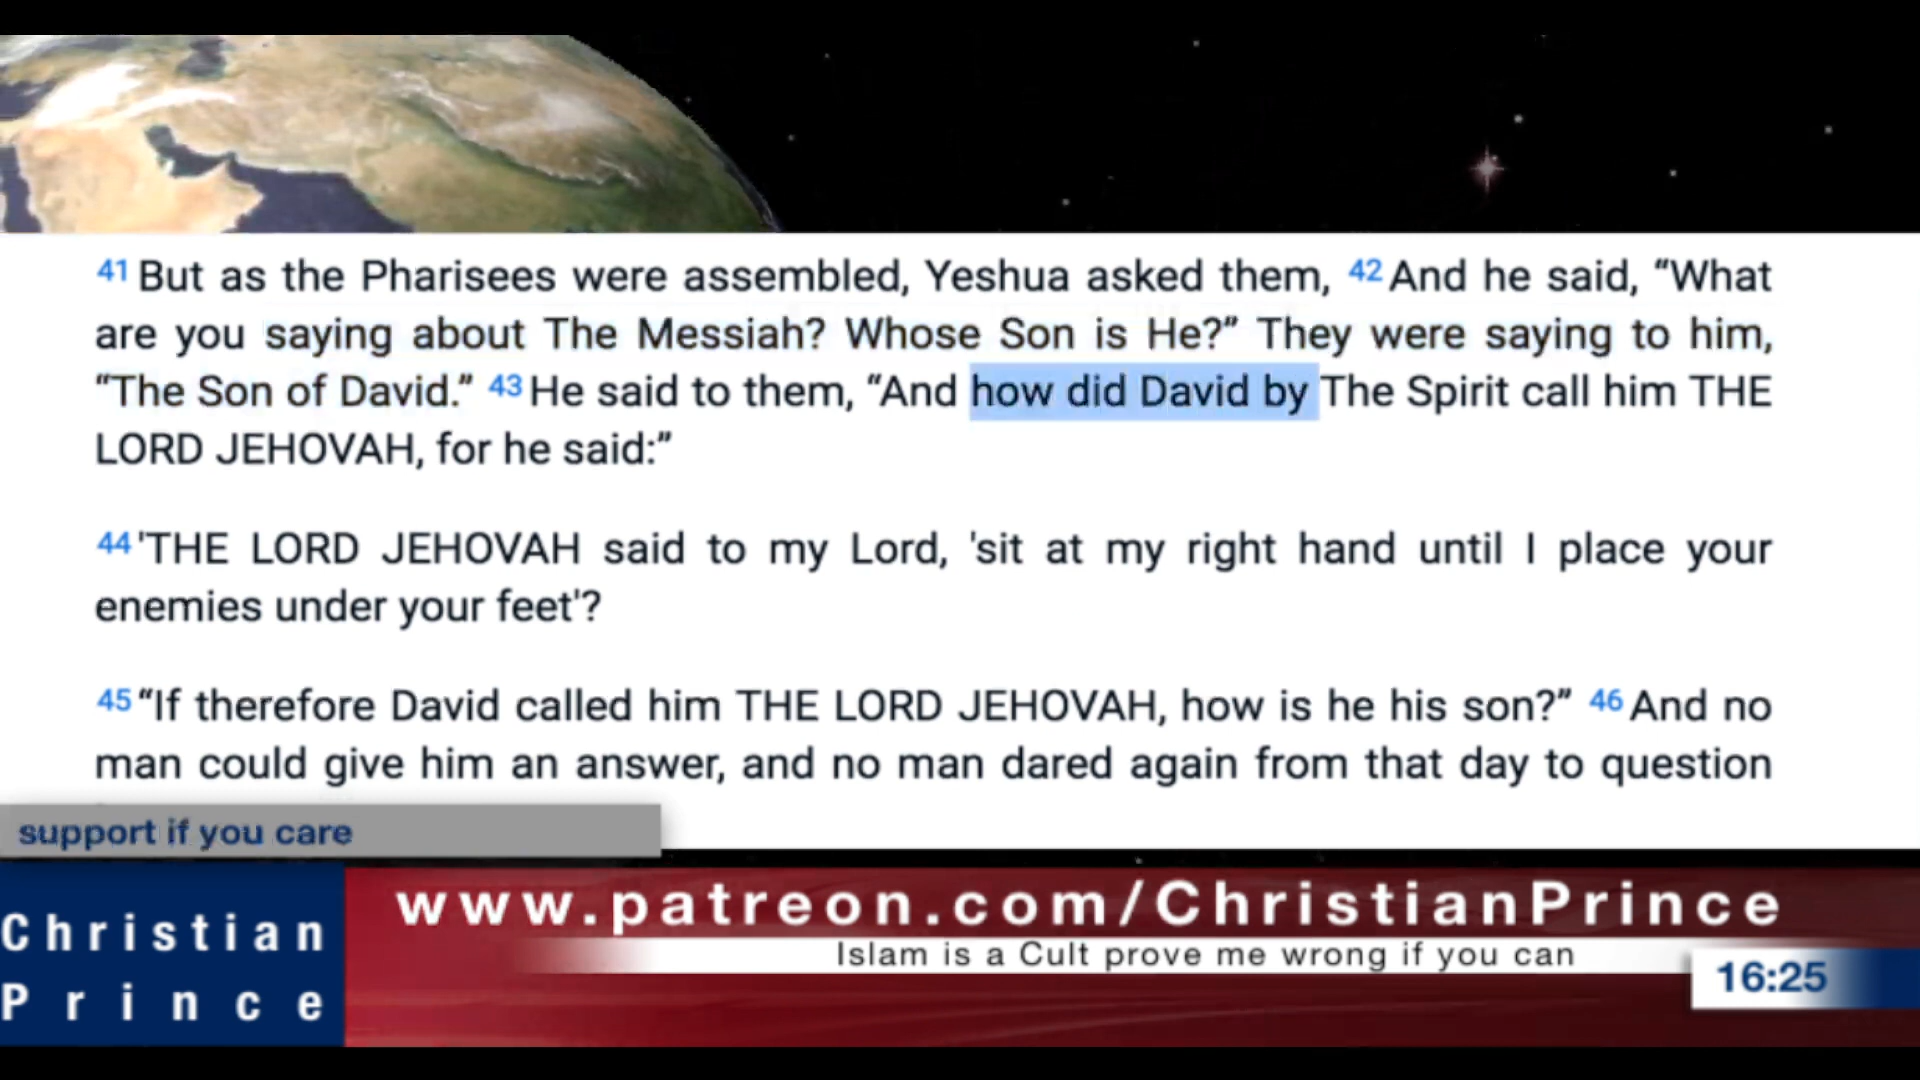 41 But as the Pharisees were assembled, Yeshua asked them, 42 And he said, “What
are you saying about The Messiah? Whose Son is He?” They were saying to him,
“The Son of David.” 43 He said to them, “And how did David by The Spirit call him THE
LORD JEHOVAH, for he said:”
44 'THE LORD JEHOVAH said to my Lord, 'sit at my right hand until I place your
enemies under your feet'?
45 “If therefore David called him THE LORD JEHOVAH, how is he his son?” 46 And no
man could give him an answer, and no man dared again from that day to question
support if you care
Christian
Prince
www.patreon.com/ChristianPrince
Islam is a Cult prove me wrong if you can
16:25